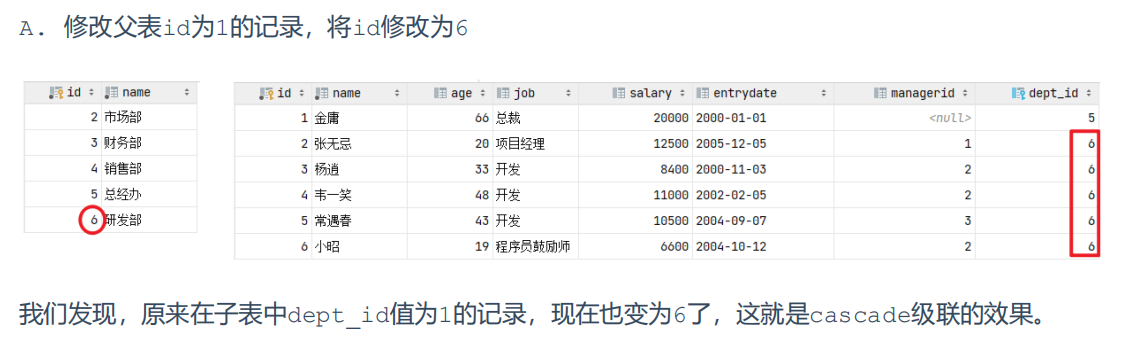 A. 修改父表id为1的记录，将id修改为6
id name
2 市场部
3 财务部
4 销售部
5 总经办
6 研发部
id name age job salary entrydate managerid dept_id
1 金庸 66 总裁 20000 2000-01-01 <null> 5
2 张无忌 20 项目经理 12500 2005-12-05 1 6
3 杨逍 33 开发 8400 2000-11-03 2 6
4 韦一笑 48 开发 11000 2002-02-05 2 6
5 常遇春 43 开发 10500 2004-09-07 3 6
6 小昭 19 程序员鼓励师 6600 2004-10-12 2 6
我们发现，原来在子表中dept_id值为1的记录，现在也变为6了，这就是cascade级联的效果。